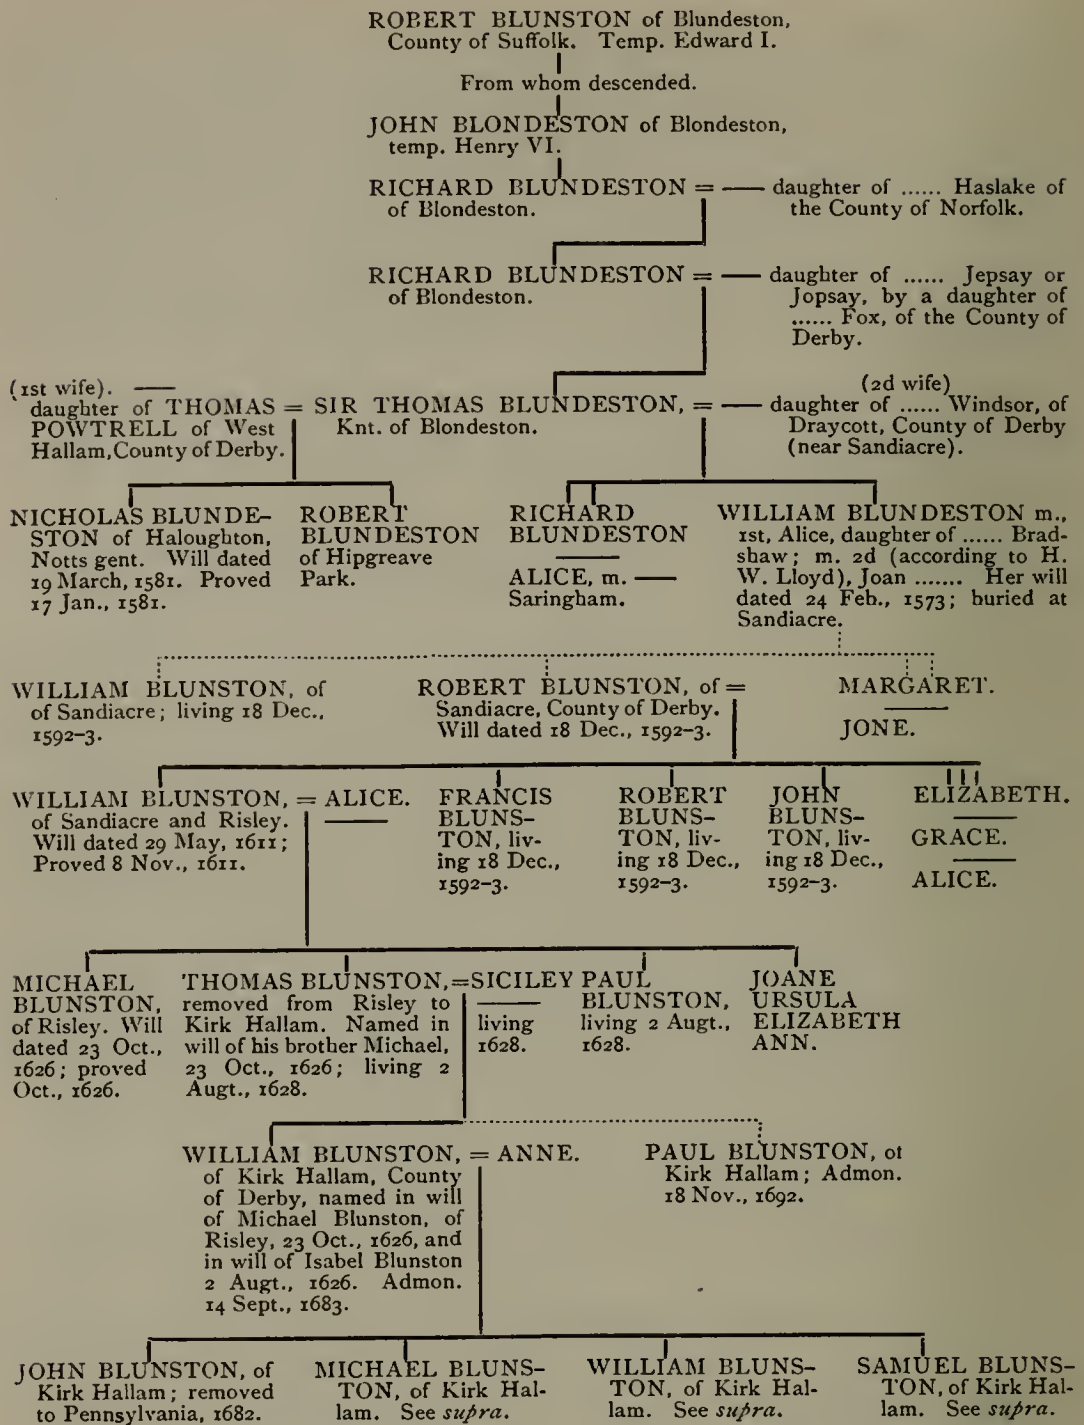 ROBERT BLUNSTON of Blundeston,
County of Suffolk. Temp. Edward I.
From whom descended.
JOHN BLONDESTON of Blondeston,
temp. Henry VI.
RICHARD BLUNDESTON = — daughter of ...... Haslake of
of Blondeston. the County of Norfolk.
RICHARD BLUNDESTON = — daughter of ...... Jepsay or
of Blondeston. Jopsay, by a daughter of
...... Fox, of the County of
Derby.
(1st wife). —
daughter of THOMAS
POWTRELL of West
Hallam, County of Derby.
= SIR THOMAS BLUNDESTON, =
Knt. of Blondeston.
(2d wife)
— daughter of ...... Windsor, of
Draycott, County of Derby
(near Sandiacre).
NICHOLAS BLUNDE-
STON of Haloughton,
Notts gent. Will dated
19 March, 1581. Proved
17 Jan., 1581.
ROBERT
BLUNDESTON
of Hipgreave
Park.
RICHARD
BLUNDESTON
ALICE, m. —
Saringham.
WILLIAM BLUNDESTON m.,
1st, Alice, daughter of ...... Brad-
shaw; m. 2d (according to H.
W. Lloyd), Joan ....... Her will
dated 24 Feb., 1573; buried at
Sandiacre.
WILLIAM BLUNSTON, of
of Sandiacre; living 18 Dec.,
1592-3.
ROBERT BLUNSTON, of =
Sandiacre, County of Derby.
Will dated 18 Dec., 1592-3.
MARGARET.
JONE.
WILLIAM BLUNSTON, = ALICE.
of Sandiacre and Risley.
Will dated 29 May, 1611;
Proved 8 Nov., 1611.
FRANCIS
BLUNS-
TON, liv-
ing 18 Dec.,
1592-3.
ROBERT
BLUNS-
TON, liv-
ing 18 Dec.,
1592-3.
JOHN
BLUNS-
TON, liv-
ing 18 Dec.,
1592-3.
ELIZABETH.
GRACE.
ALICE.
MICHAEL
BLUNSTON,
of Risley. Will
dated 23 Oct.,
1626; proved
Oct., 1626.
THOMAS BLUNSTON, =
removed from Risley to
Kirk Hallam. Named in
will of his brother Michael,
23 Oct., 1626; living 2
Augt., 1628.
SICILEY
——
living
1628.
PAUL
BLUNSTON,
living 2 Augt.,
1628.
JOANE
URSULA
ELIZABETH
ANN.
WILLIAM BLUNSTON, = ANNE.
of Kirk Hallam, County
of Derby, named in will
of Michael Blunston, of
Risley, 23 Oct., 1626, and
in will of Isabel Blunston
2 Augt., 1626. Admon.
14 Sept., 1683.
PAUL BLUNSTON, of
Kirk Hallam; Admon.
18 Nov., 1692.
JOHN BLUNSTON, of
Kirk Hallam; removed
to Pennsylvania, 1682.
MICHAEL BLUNS-
TON, of Kirk Hal-
lam. See supra.
WILLIAM BLUNS-
TON, of Kirk Hal-
lam. See supra.
SAMUEL BLUNS-
TON, of Kirk Hal-
lam. See supra.